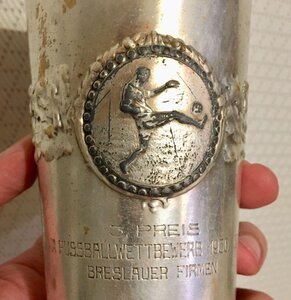 3. PREIS
FUSSBALLWETTBEWERB
BRESLAUER FIRMEN